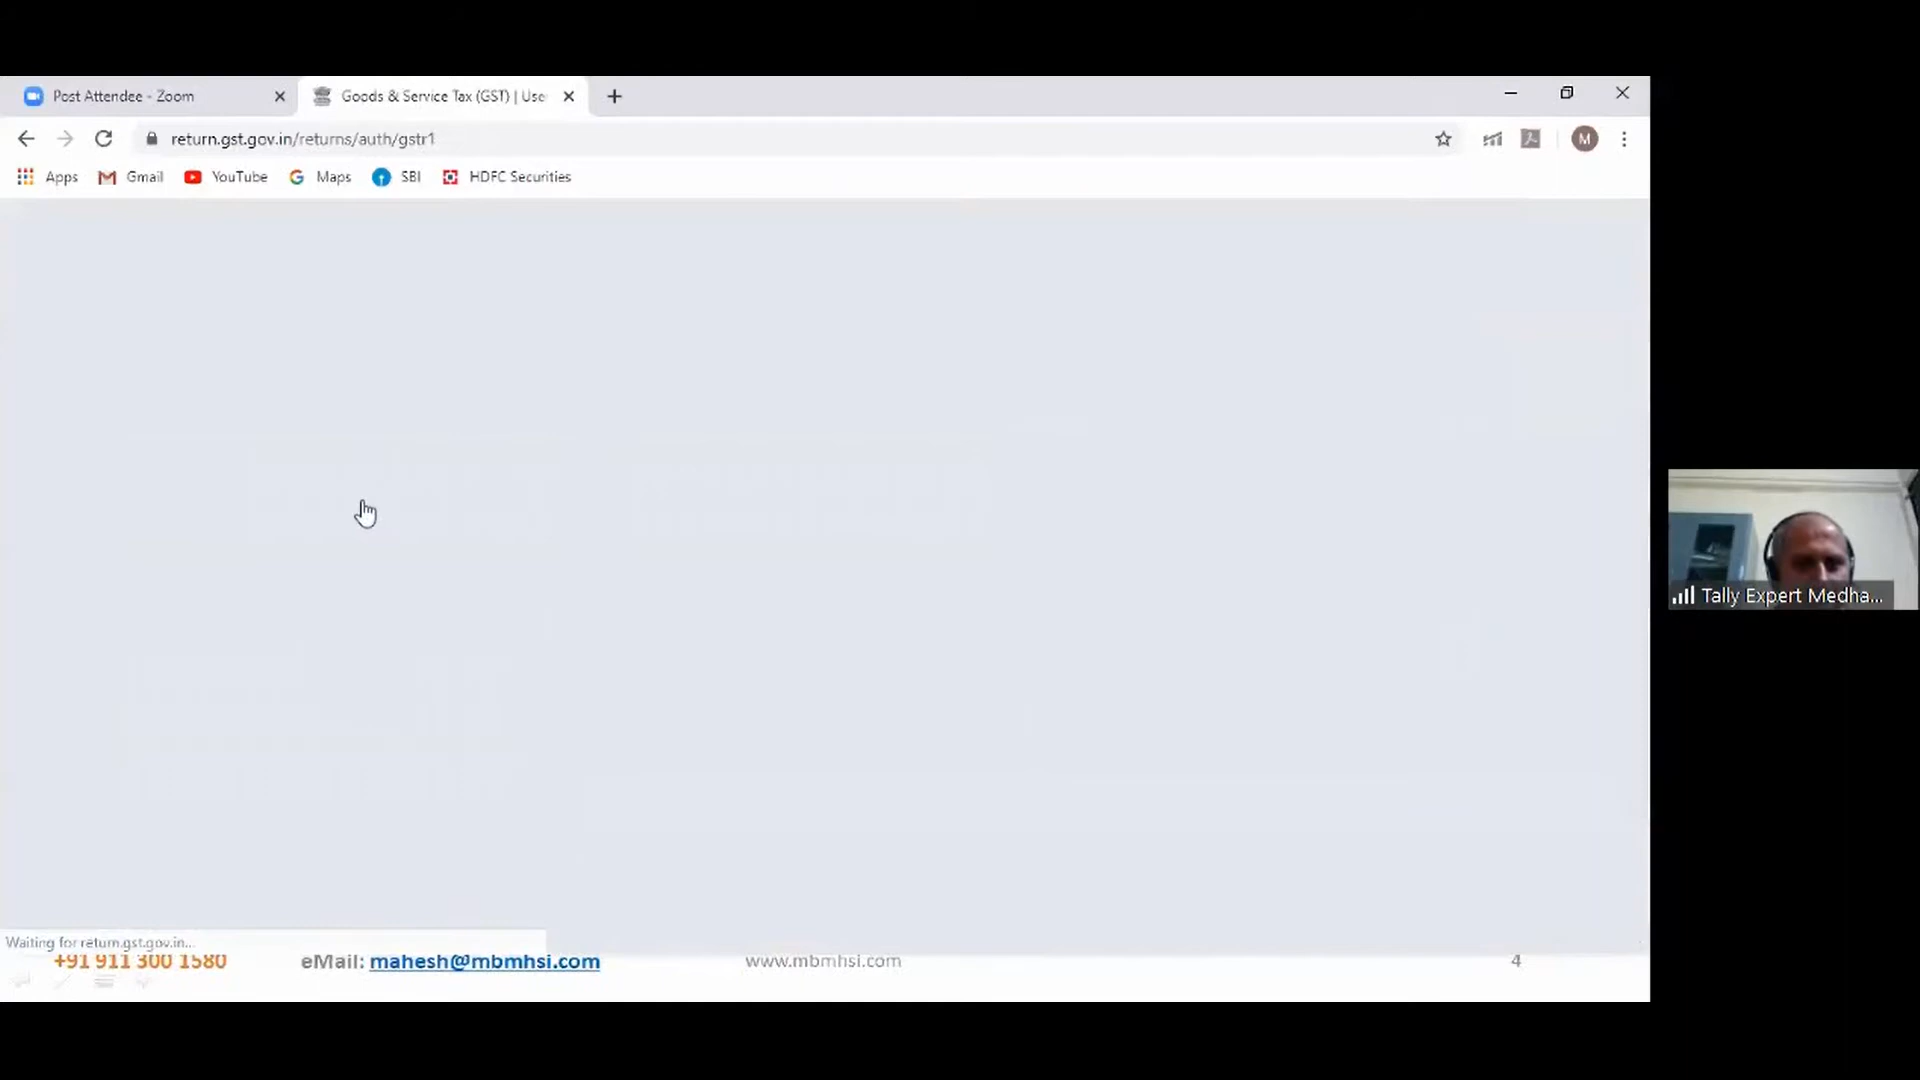 Post Attendee - Zoom
Goods & Service Tax (GST) | Use
return.gst.gov.in/returns/auth/gstr1
M
Apps
Gmail
YouTube
Maps
SBI
HDFC Securities
Tally Expert Medha...
Waiting for return.gst.gov.in...
+91 911 300 1580
eMail: mahesh@mbmhsi.com
www.mbmhsi.com
4